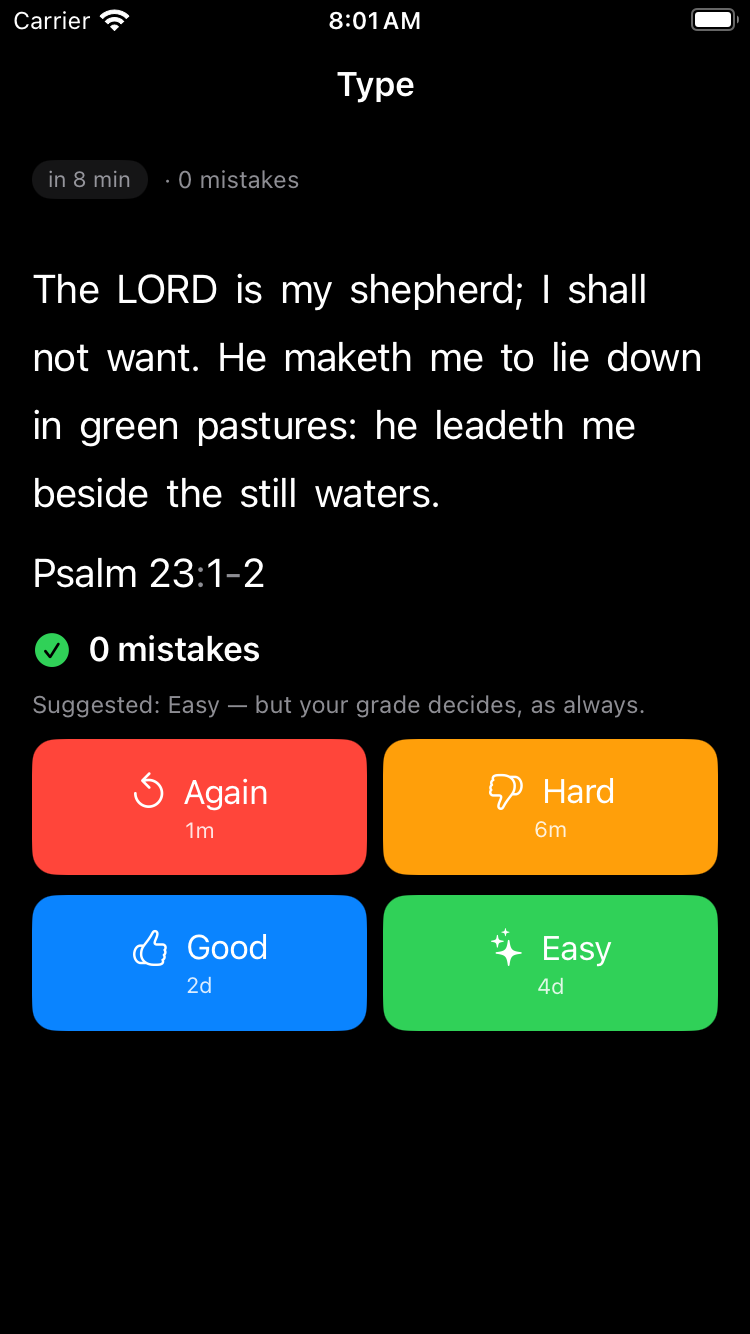 Carrier 8:01 AM
Type
in 8 min · 0 mistakes
The LORD is my shepherd; I shall
not want. He maketh me to lie down
in green pastures: he leadeth me
beside the still waters.
Psalm 23:1-2
0 mistakes
Suggested: Easy — but your grade decides, as always.
Again
1m
Hard
6m
Good
2d
Easy
4d